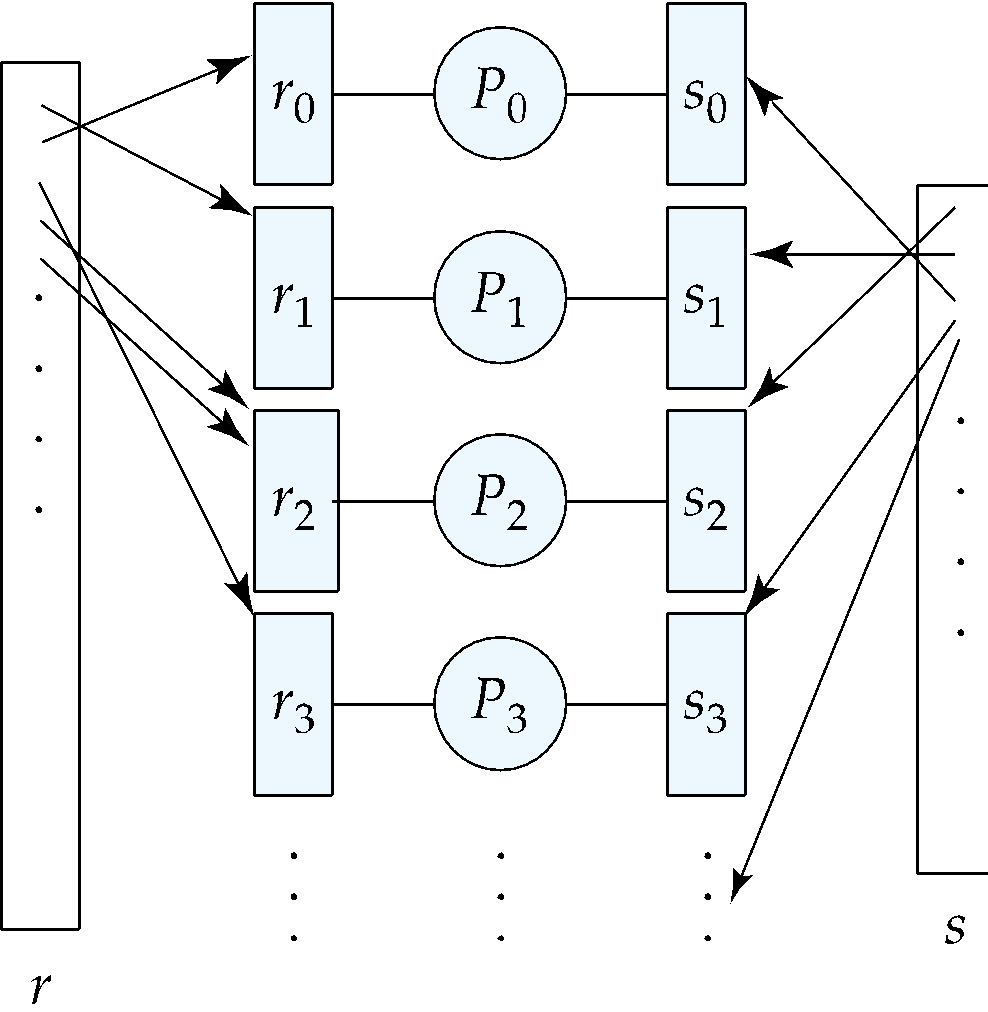 r₀ P₀ s₀
r₁ P₁ s₁
r₂ P₂ s₂
r₃ P₃ s₃
s
r